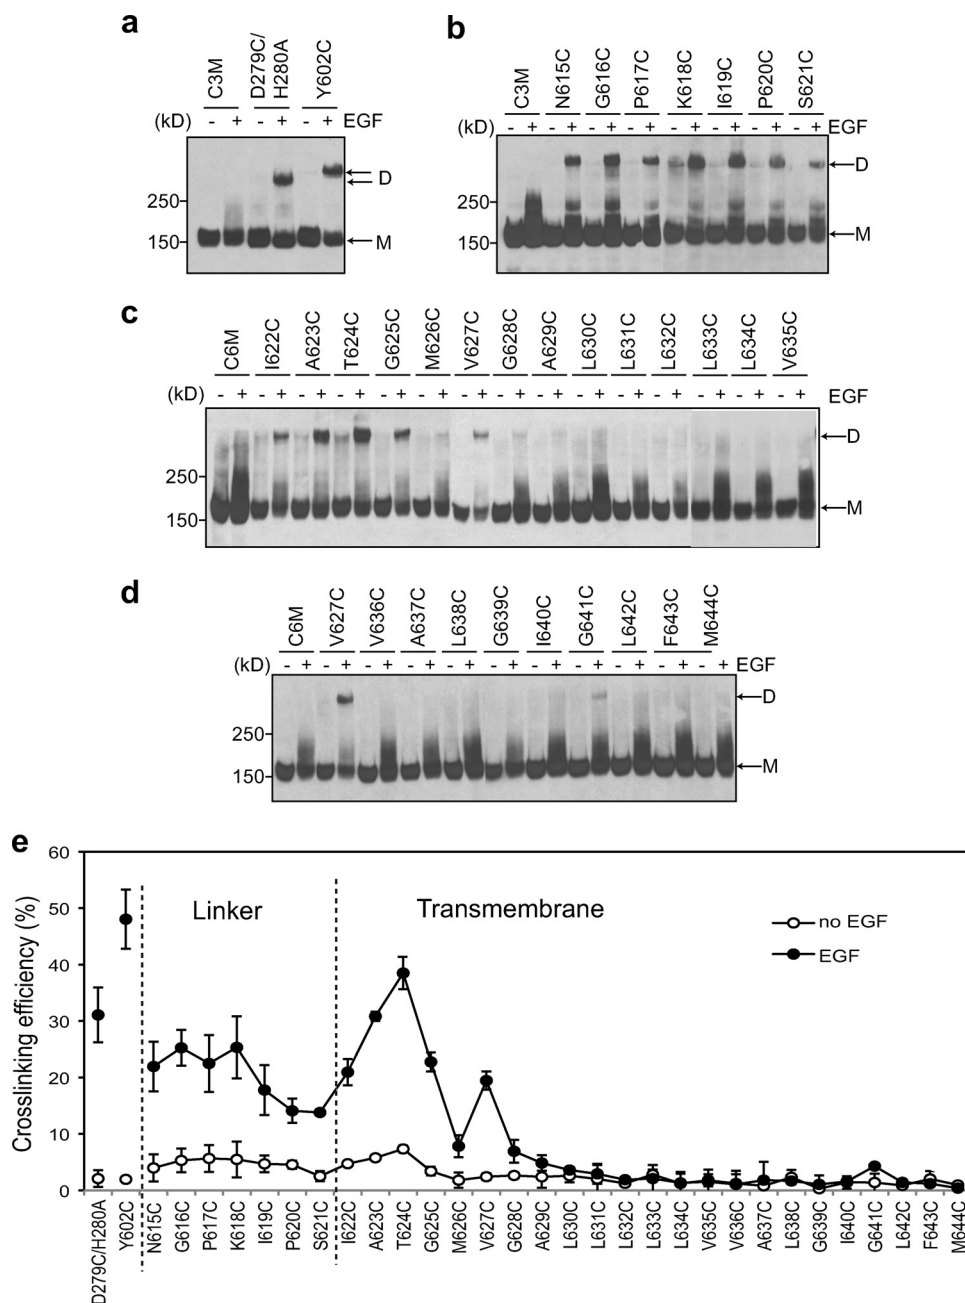 a
C3M D279C/H280A Y602C
(kD) - + - + - + EGF
D
250
150
M
b
C3M N615C G616C P617C K618C I619C P620C S621C
(kD) - + - + - + - + - + - + - + - + EGF
D
250
150
M
c
C6M I622C A623C T624C G625C M626C V627C G628C A629C L630C L631C L632C L633C L634C V635C
(kD) - + - + - + - + - + - + - + - + - + - + - + - + - + - + - + EGF
D
250
150
M
d
C6M V627C V636C A637C L638C G639C I640C G641C L642C F643C M644C
(kD) - + - + - + - + - + - + - + - + - + - + - + EGF
D
250
150
M
e
Crosslinking efficiency (%)
60
50
40
30
20
10
0
Linker
Transmembrane
no EGF
EGF
D279C/H280A Y602C N615C G616C P617C K618C I619C P620C S621C I622C A623C T624C G625C M626C V627C G628C A629C L630C L631C L632C L633C L634C V635C V636C A637C L638C G639C I640C G641C L642C F643C M644C